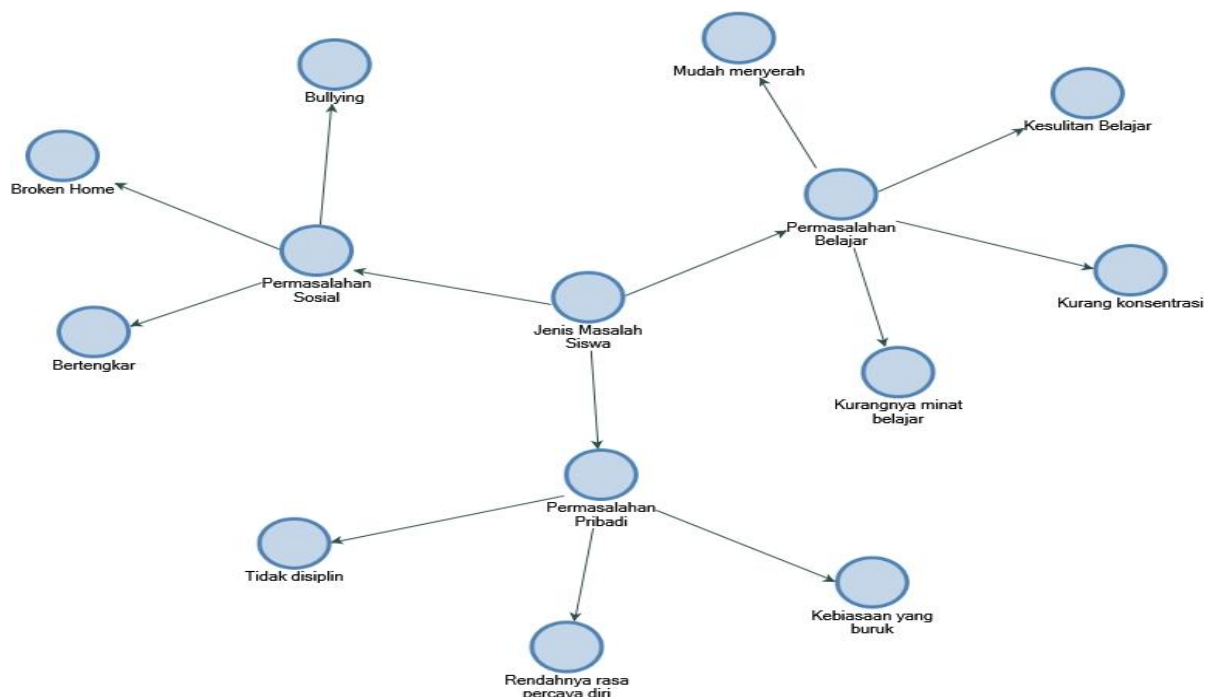 Mudah menyerah
Bullying
Kesulitan Belajar
Broken Home
Permasalahan
Belajar
Permasalahan
Sosial
Kurang konsentrasi
Jenis Masalah
Siswa
Bertengkar
Kurangnya minat
belajar
Permasalahan
Pribadi
Tidak disiplin
Kebiasaan yang
buruk
Rendahnya rasa
percaya diri